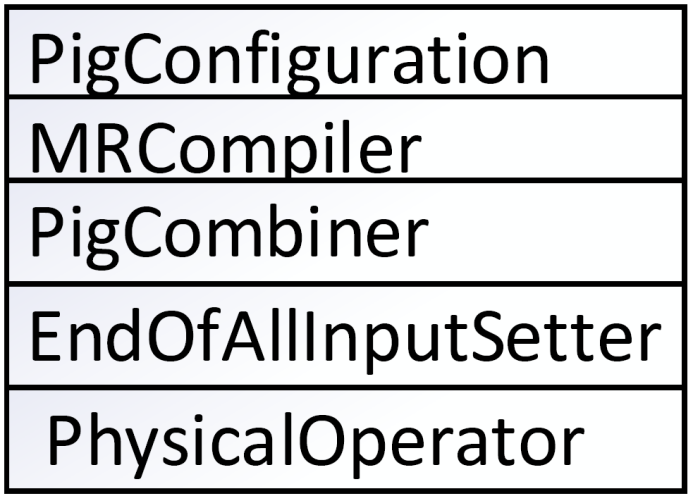 PigConfiguration
MRCompiler
PigCombiner
EndOfAllInputSetter
PhysicalOperator